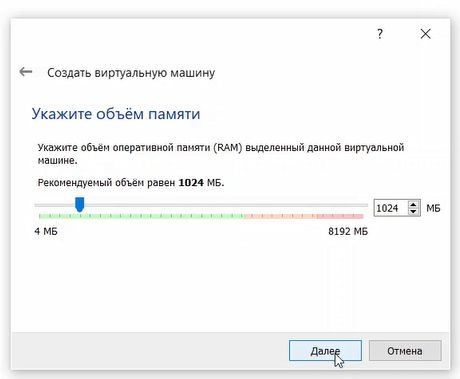 ?
Создать виртуальную машину
Укажите объём памяти
Укажите объём оперативной памяти (RAM) выделенный данной виртуальной
машине.
Рекомендуемый объём равен 1024 МБ.
1024 МБ
4 МБ 8192 МБ
Далее Отмена